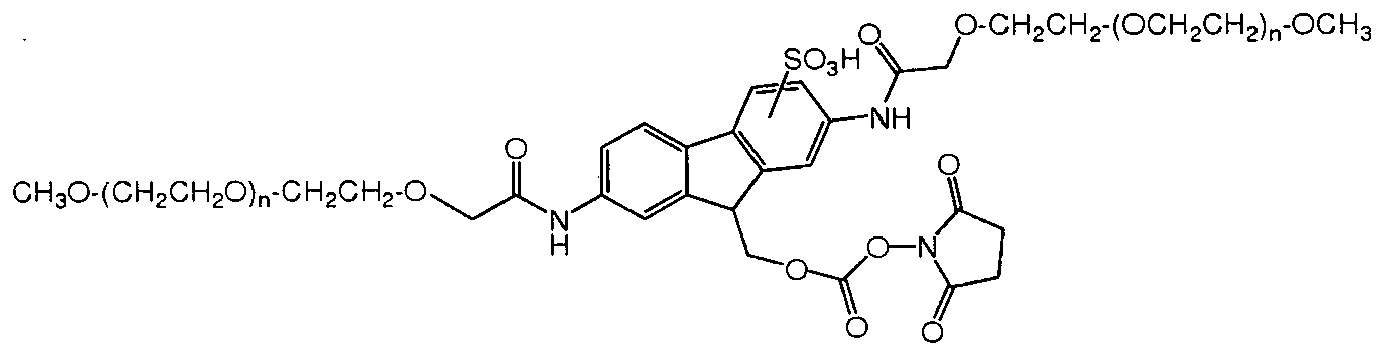 O O-CH₂CH₂-(OCH₂CH₂)ₙ-OCH₃
SO₃H
NH
O
CH₃O-(CH₂CH₂O)ₙ-CH₂CH₂-O
N
H
O
O
O
N
O
O